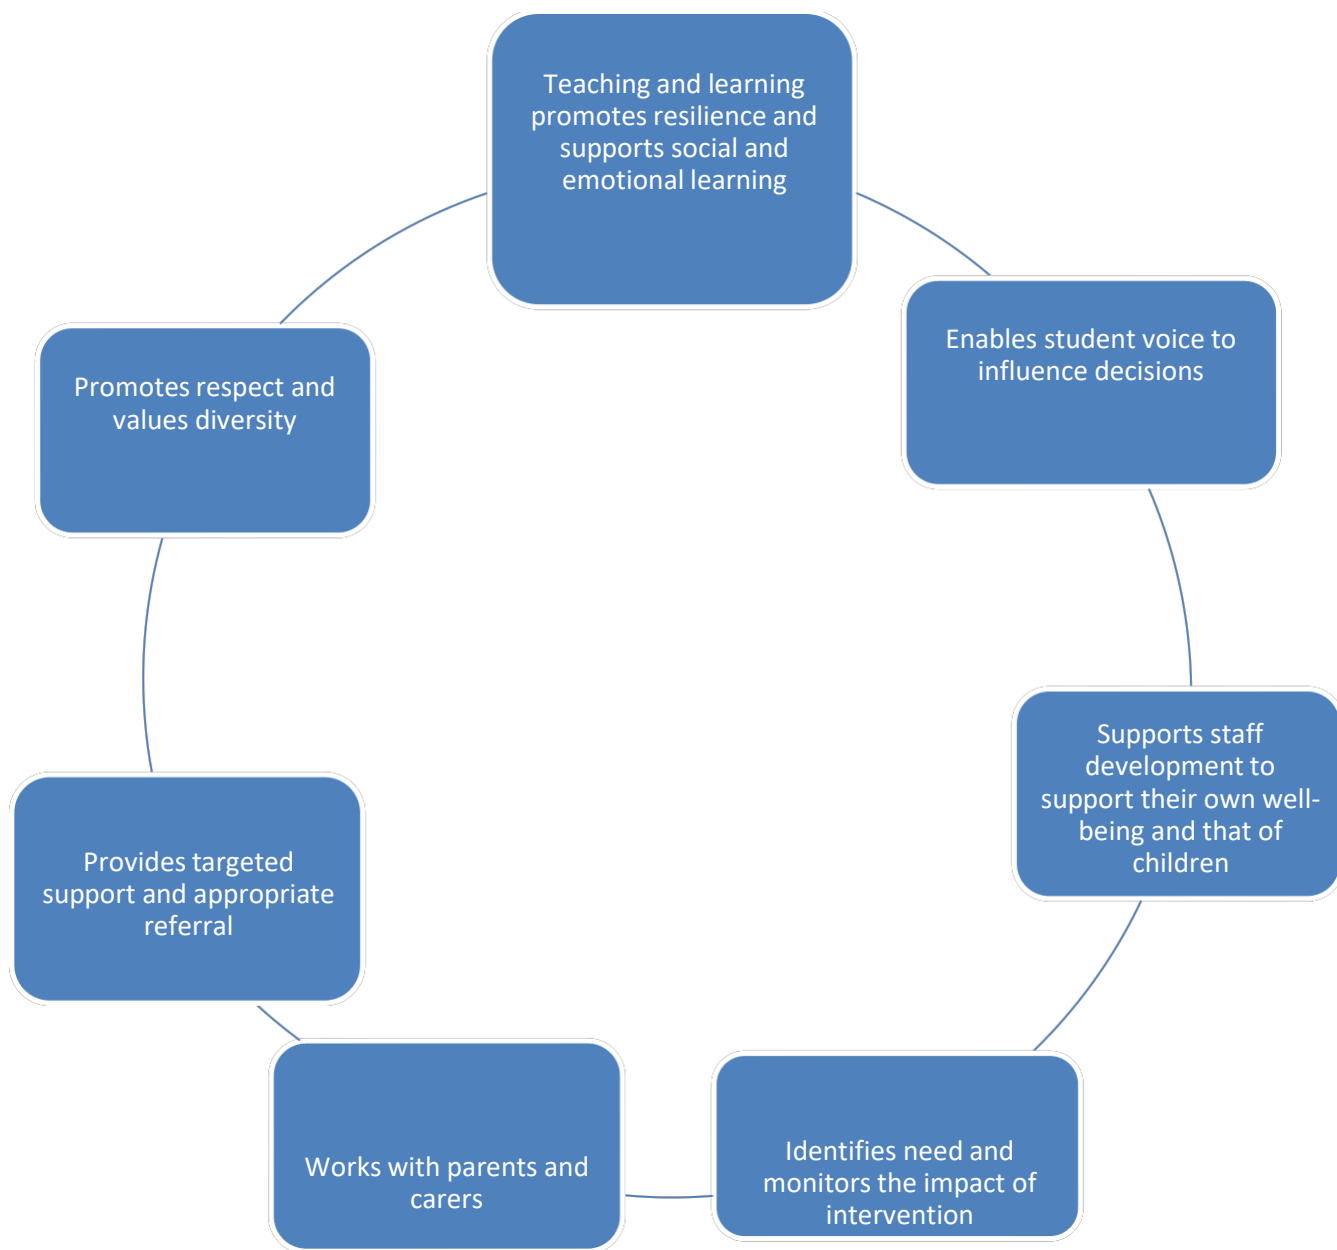 Teaching and learning
promotes resilience and
supports social and
emotional learning
Enables student voice to
influence decisions
Supports staff
development to
support their own well-
being and that of
children
Identifies need and
monitors the impact of
intervention
Works with parents and
carers
Provides targeted
support and appropriate
referral
Promotes respect and
values diversity